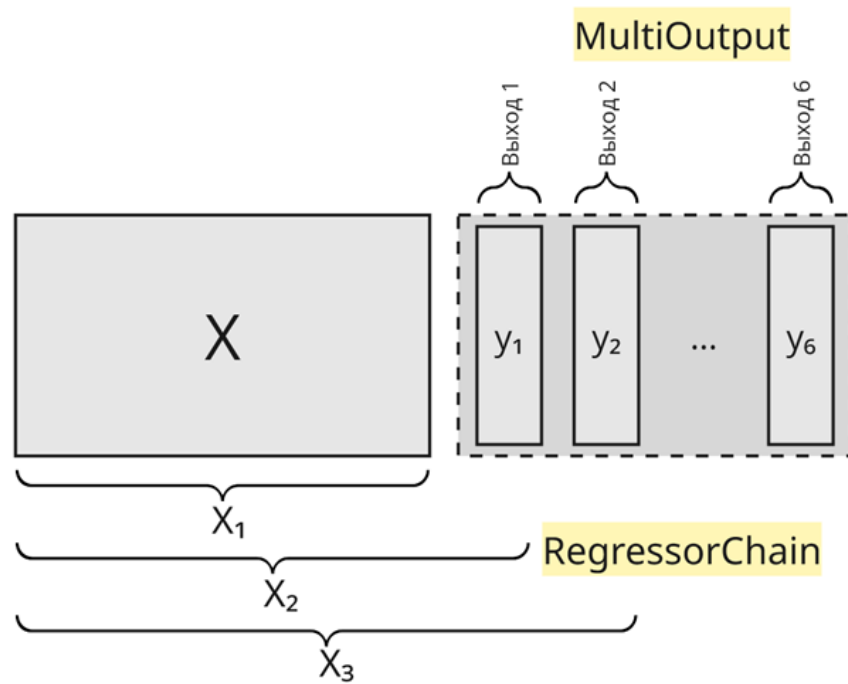 MultiOutput
Выход 1
Выход 2
Выход 6
X
y₁
y₂
...
y₆
X₁
RegressorChain
X₂
X₃